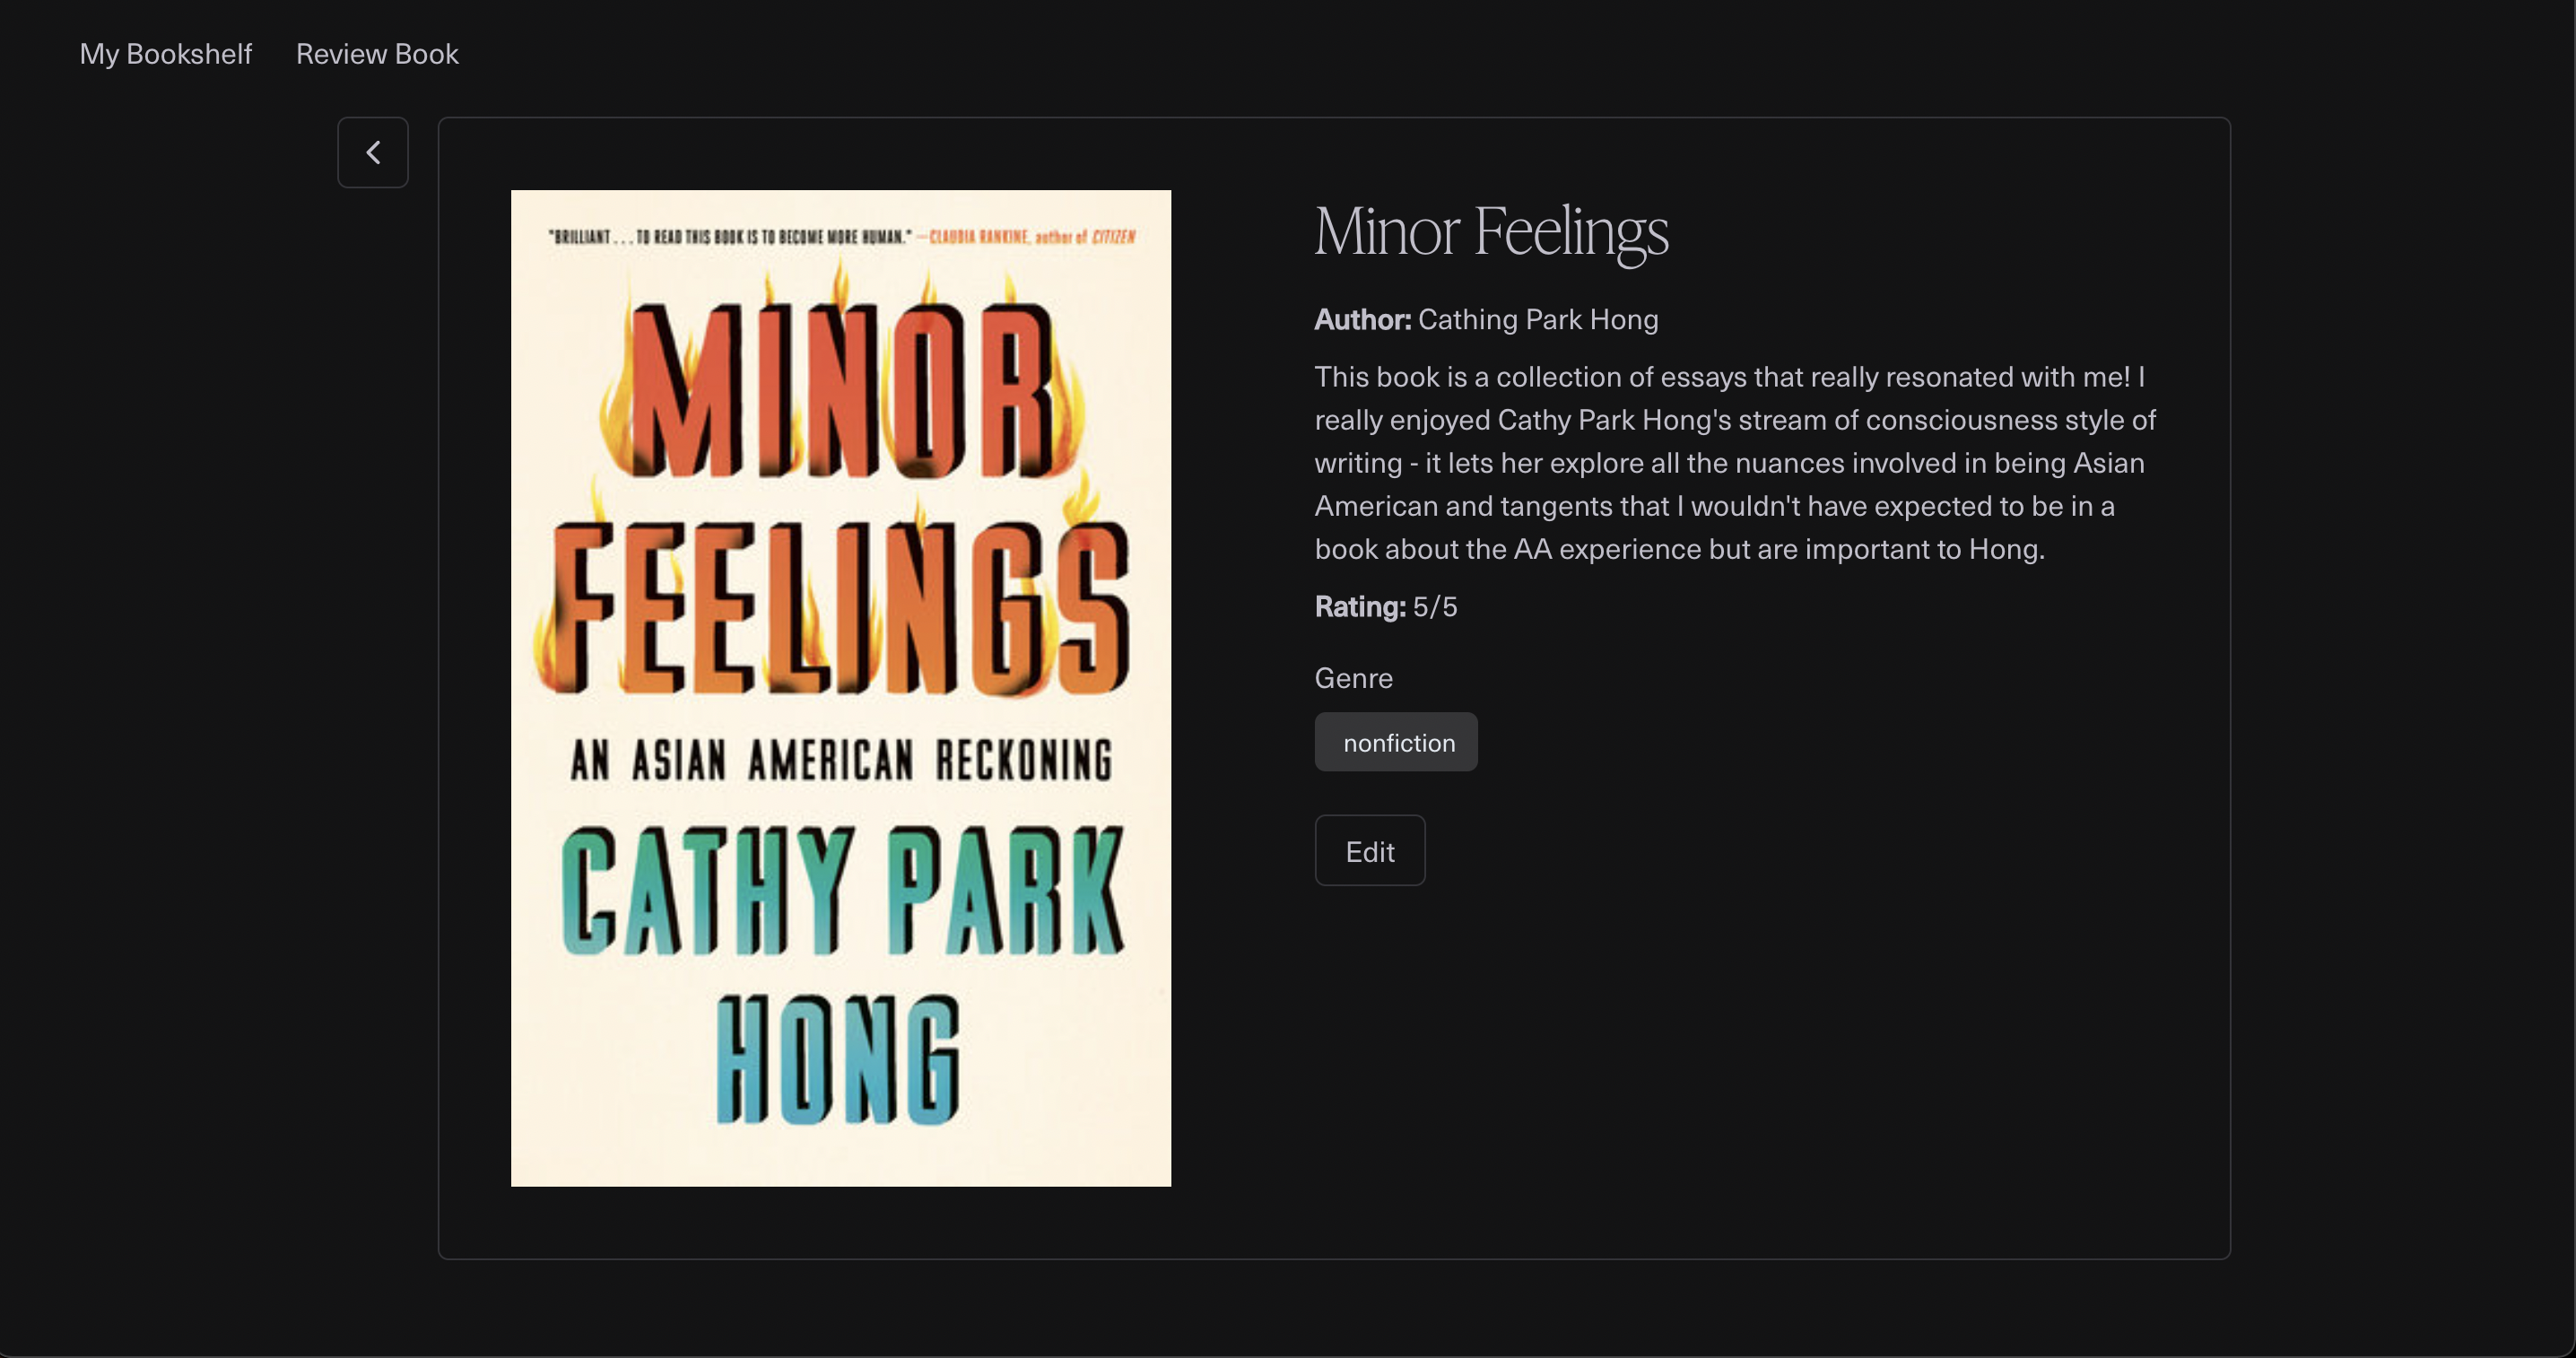 My Bookshelf Review Book
"BRILLIANT . . . TO READ THIS BOOK IS TO BECOME MORE HUMAN." —CLAUDIA RANKINE, author of CITIZEN
MINOR
FEELINGS
AN ASIAN AMERICAN RECKONING
CATHY PARK
HONG
Minor Feelings
Author: Cathing Park Hong
This book is a collection of essays that really resonated with me! I
really enjoyed Cathy Park Hong's stream of consciousness style of
writing - it lets her explore all the nuances involved in being Asian
American and tangents that I wouldn't have expected to be in a
book about the AA experience but are important to Hong.
Rating: 5/5
Genre
nonfiction
Edit